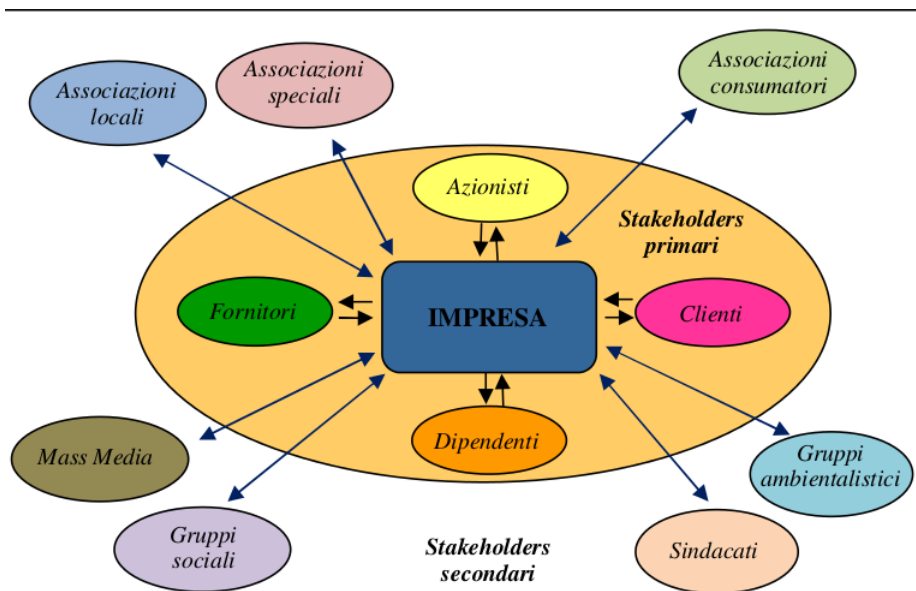 Associazioni
locali
Associazioni
speciali
Associazioni
consumatori
Azionisti
Stakeholders
primari
Fornitori
IMPRESA
Clienti
Dipendenti
Mass Media
Gruppi
ambientalistici
Gruppi
sociali
Stakeholders
secondari
Sindacati